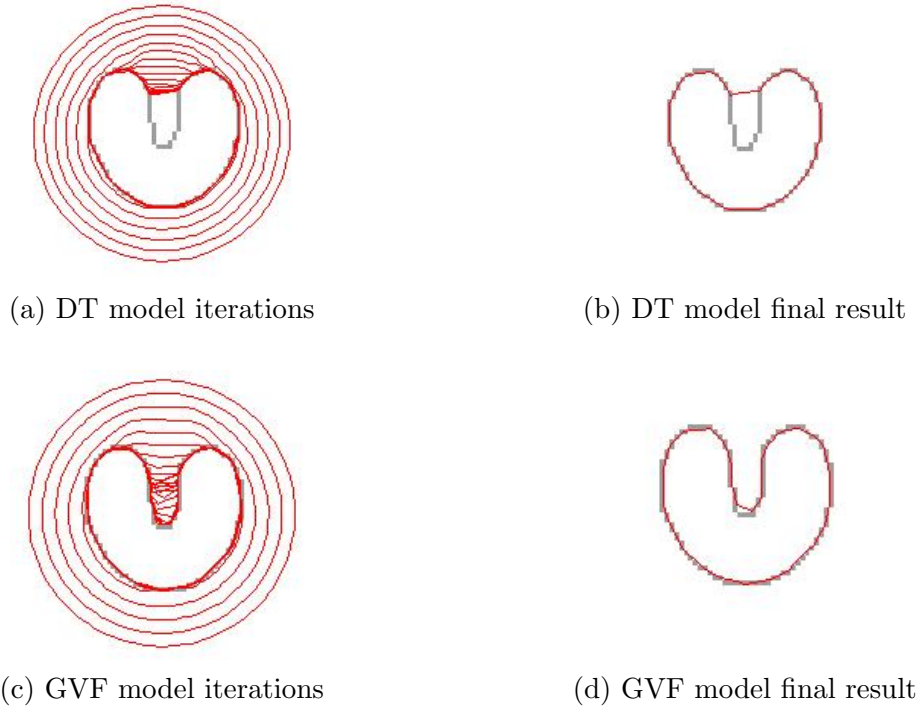 (a) DT model iterations
(b) DT model final result
(c) GVF model iterations
(d) GVF model final result